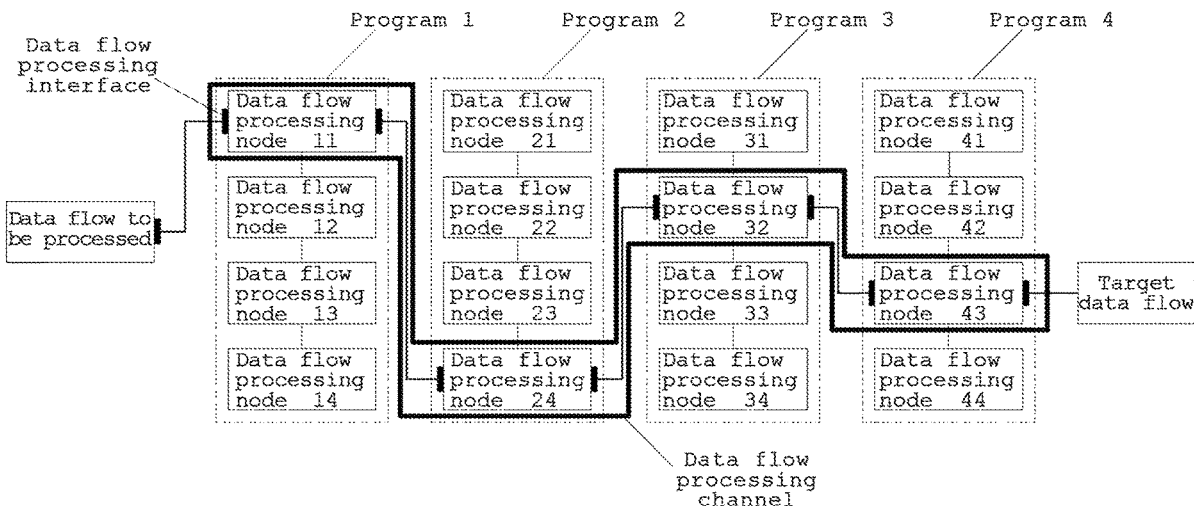 Program 1
Program 2
Program 3
Program 4
Data flow
processing
interface
Data flow
processing
node 11
Data flow
processing
node 21
Data flow
processing
node 31
Data flow
processing
node 41
Data flow to
be processed
Data flow
processing
node 12
Data flow
processing
node 22
Data flow
processing
node 32
Data flow
processing
node 42
Data flow
processing
node 13
Data flow
processing
node 23
Data flow
processing
node 33
Data flow
processing
node 43
Target
data flow
Data flow
processing
node 14
Data flow
processing
node 24
Data flow
processing
node 34
Data flow
processing
node 44
Data flow
processing
channel